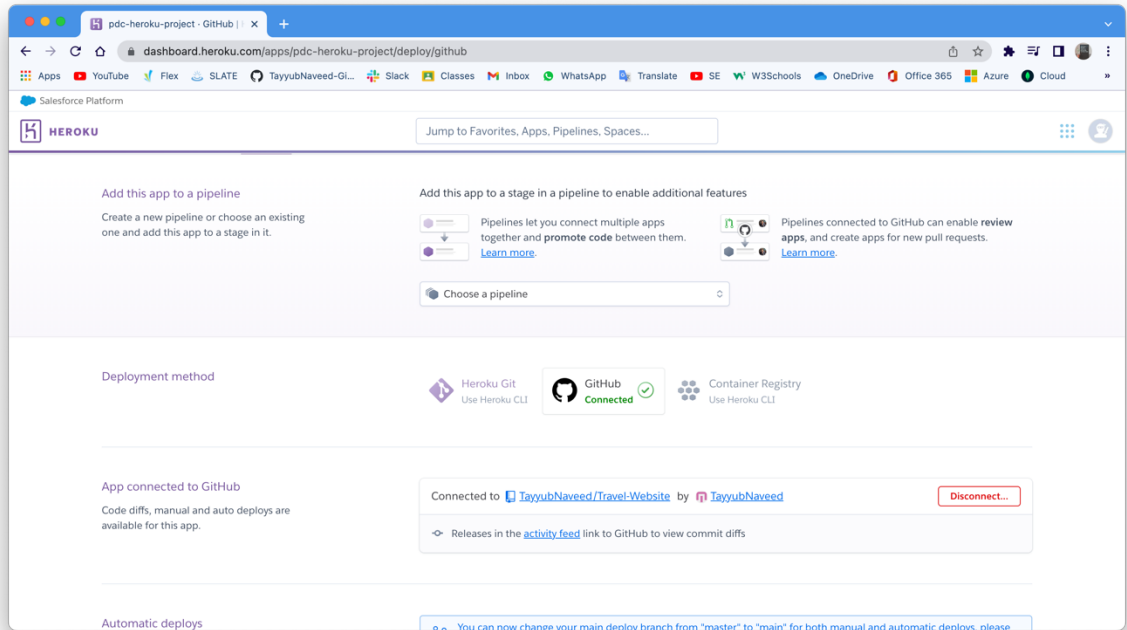 pdc-heroku-project · GitHub |
dashboard.heroku.com/apps/pdc-heroku-project/deploy/github
Apps YouTube Flex SLATE TayyubNaveed-Gi... Slack Classes Inbox WhatsApp Translate SE W3Schools OneDrive Office 365 Azure Cloud »
Salesforce Platform
HEROKU
Jump to Favorites, Apps, Pipelines, Spaces...
Add this app to a pipeline
Create a new pipeline or choose an existing
one and add this app to a stage in it.
Add this app to a stage in a pipeline to enable additional features
Pipelines let you connect multiple apps
together and promote code between them.
Learn more.
Pipelines connected to GitHub can enable review
apps, and create apps for new pull requests.
Learn more.
Choose a pipeline
Deployment method
Heroku Git
Use Heroku CLI
GitHub
Connected
Container Registry
Use Heroku CLI
App connected to GitHub
Code diffs, manual and auto deploys are
available for this app.
Connected to TayyubNaveed/Travel-Website by TayyubNaveed
Disconnect...
Releases in the activity feed link to GitHub to view commit diffs
Automatic deploys
You can now change your main deploy branch from "master" to "main" for both manual and automatic deploys, please